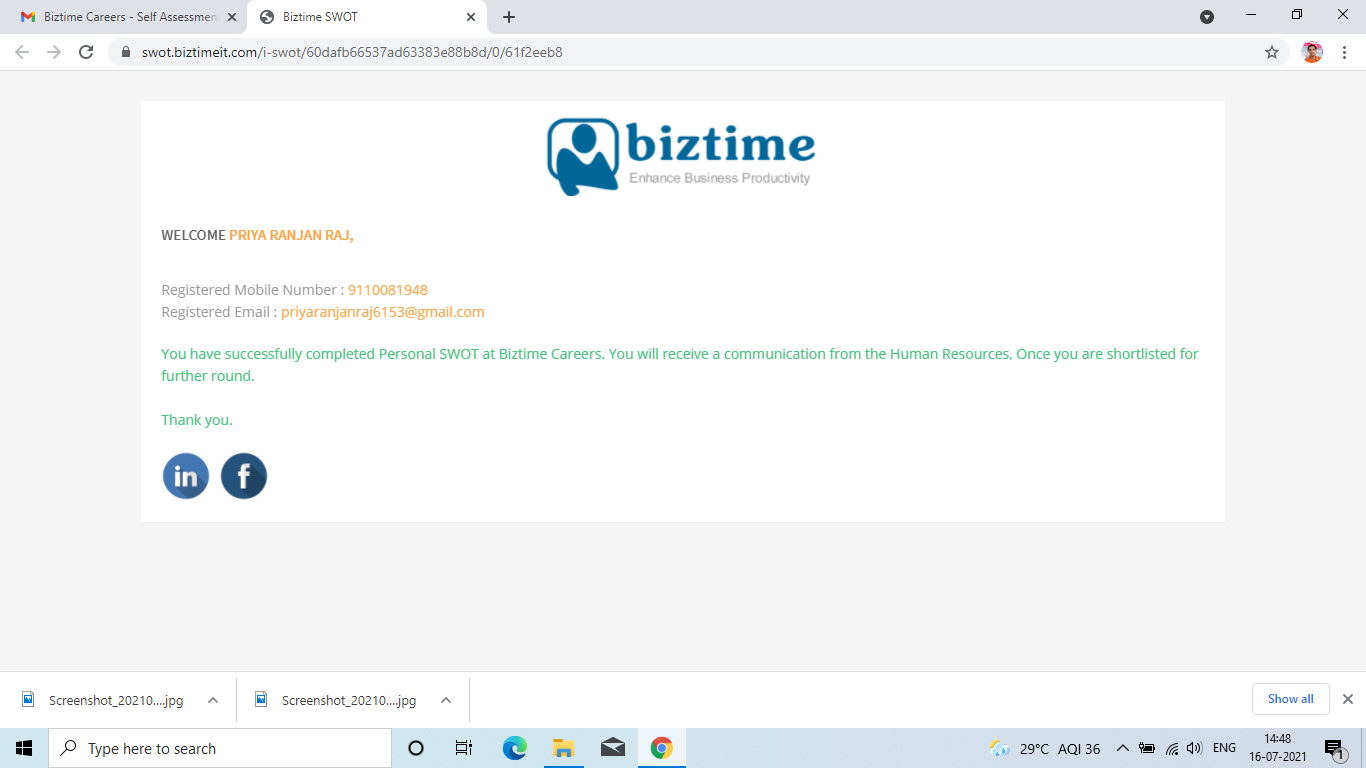 Biztime Careers - Self Assessment
Biztime SWOT
swot.biztimeit.com/i-swot/60dafb66537ad63383e88b8d/0/61f2eeb8
biztime
Enhance Business Productivity
WELCOME PRIYA RANJAN RAJ,
Registered Mobile Number : 9110081948
Registered Email : priyaranjanraj6153@gmail.com
You have successfully completed Personal SWOT at Biztime Careers. You will receive a communication from the Human Resources, Once you are shortlisted for
further round.
Thank you.
in f
Screenshot_20210....jpg
Screenshot_20210....jpg
Show all
Type here to search
29°C AQI 36
ENG
14:48
16-07-2021
1